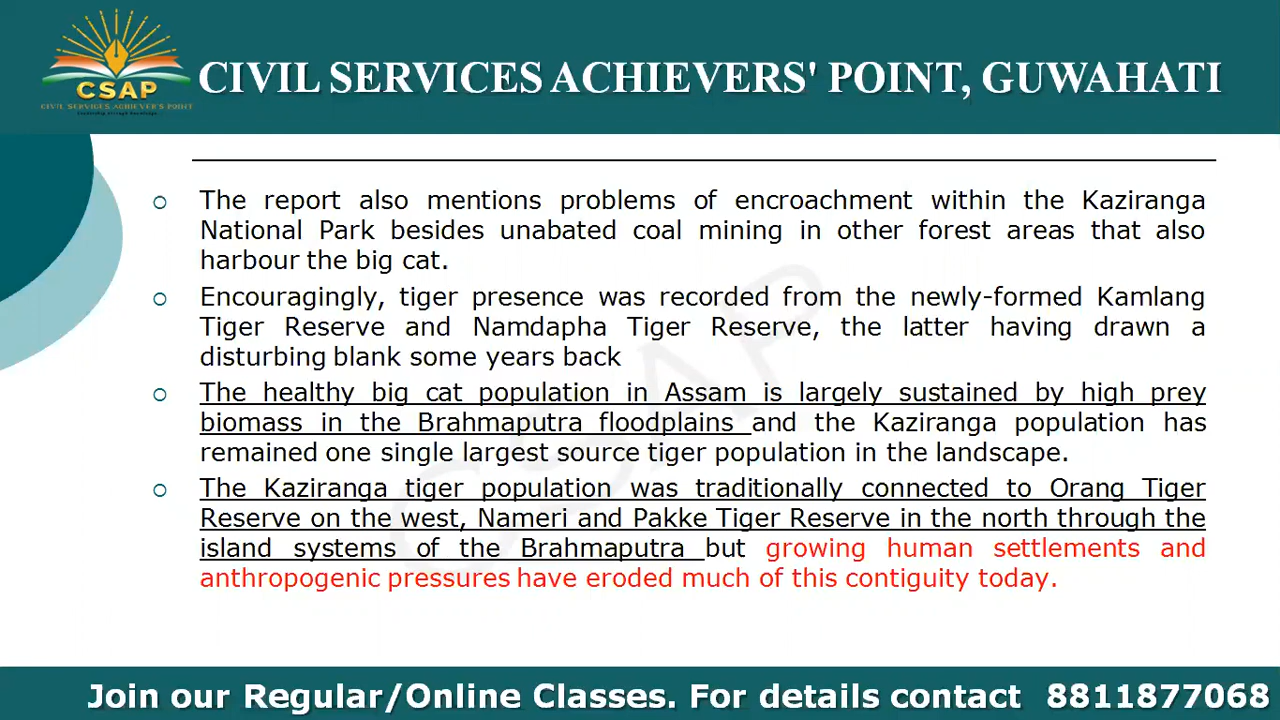 CSAP
CIVIL SERVICES ACHIEVER'S POINT
CIVIL SERVICES ACHIEVERS' POINT, GUWAHATI
The report also mentions problems of encroachment within the Kaziranga
National Park besides unabated coal mining in other forest areas that also
harbour the big cat.
Encouragingly, tiger presence was recorded from the newly-formed Kamlang
Tiger Reserve and Namdapha Tiger Reserve, the latter having drawn a
disturbing blank some years back
The healthy big cat population in Assam is largely sustained by high prey
biomass in the Brahmaputra floodplains and the Kaziranga population has
remained one single largest source tiger population in the landscape.
The Kaziranga tiger population was traditionally connected to Orang Tiger
Reserve on the west, Nameri and Pakke Tiger Reserve in the north through the
island systems of the Brahmaputra but growing human settlements and
anthropogenic pressures have eroded much of this contiguity today.
CSAP
Join our Regular/Online Classes. For details contact 8811877068